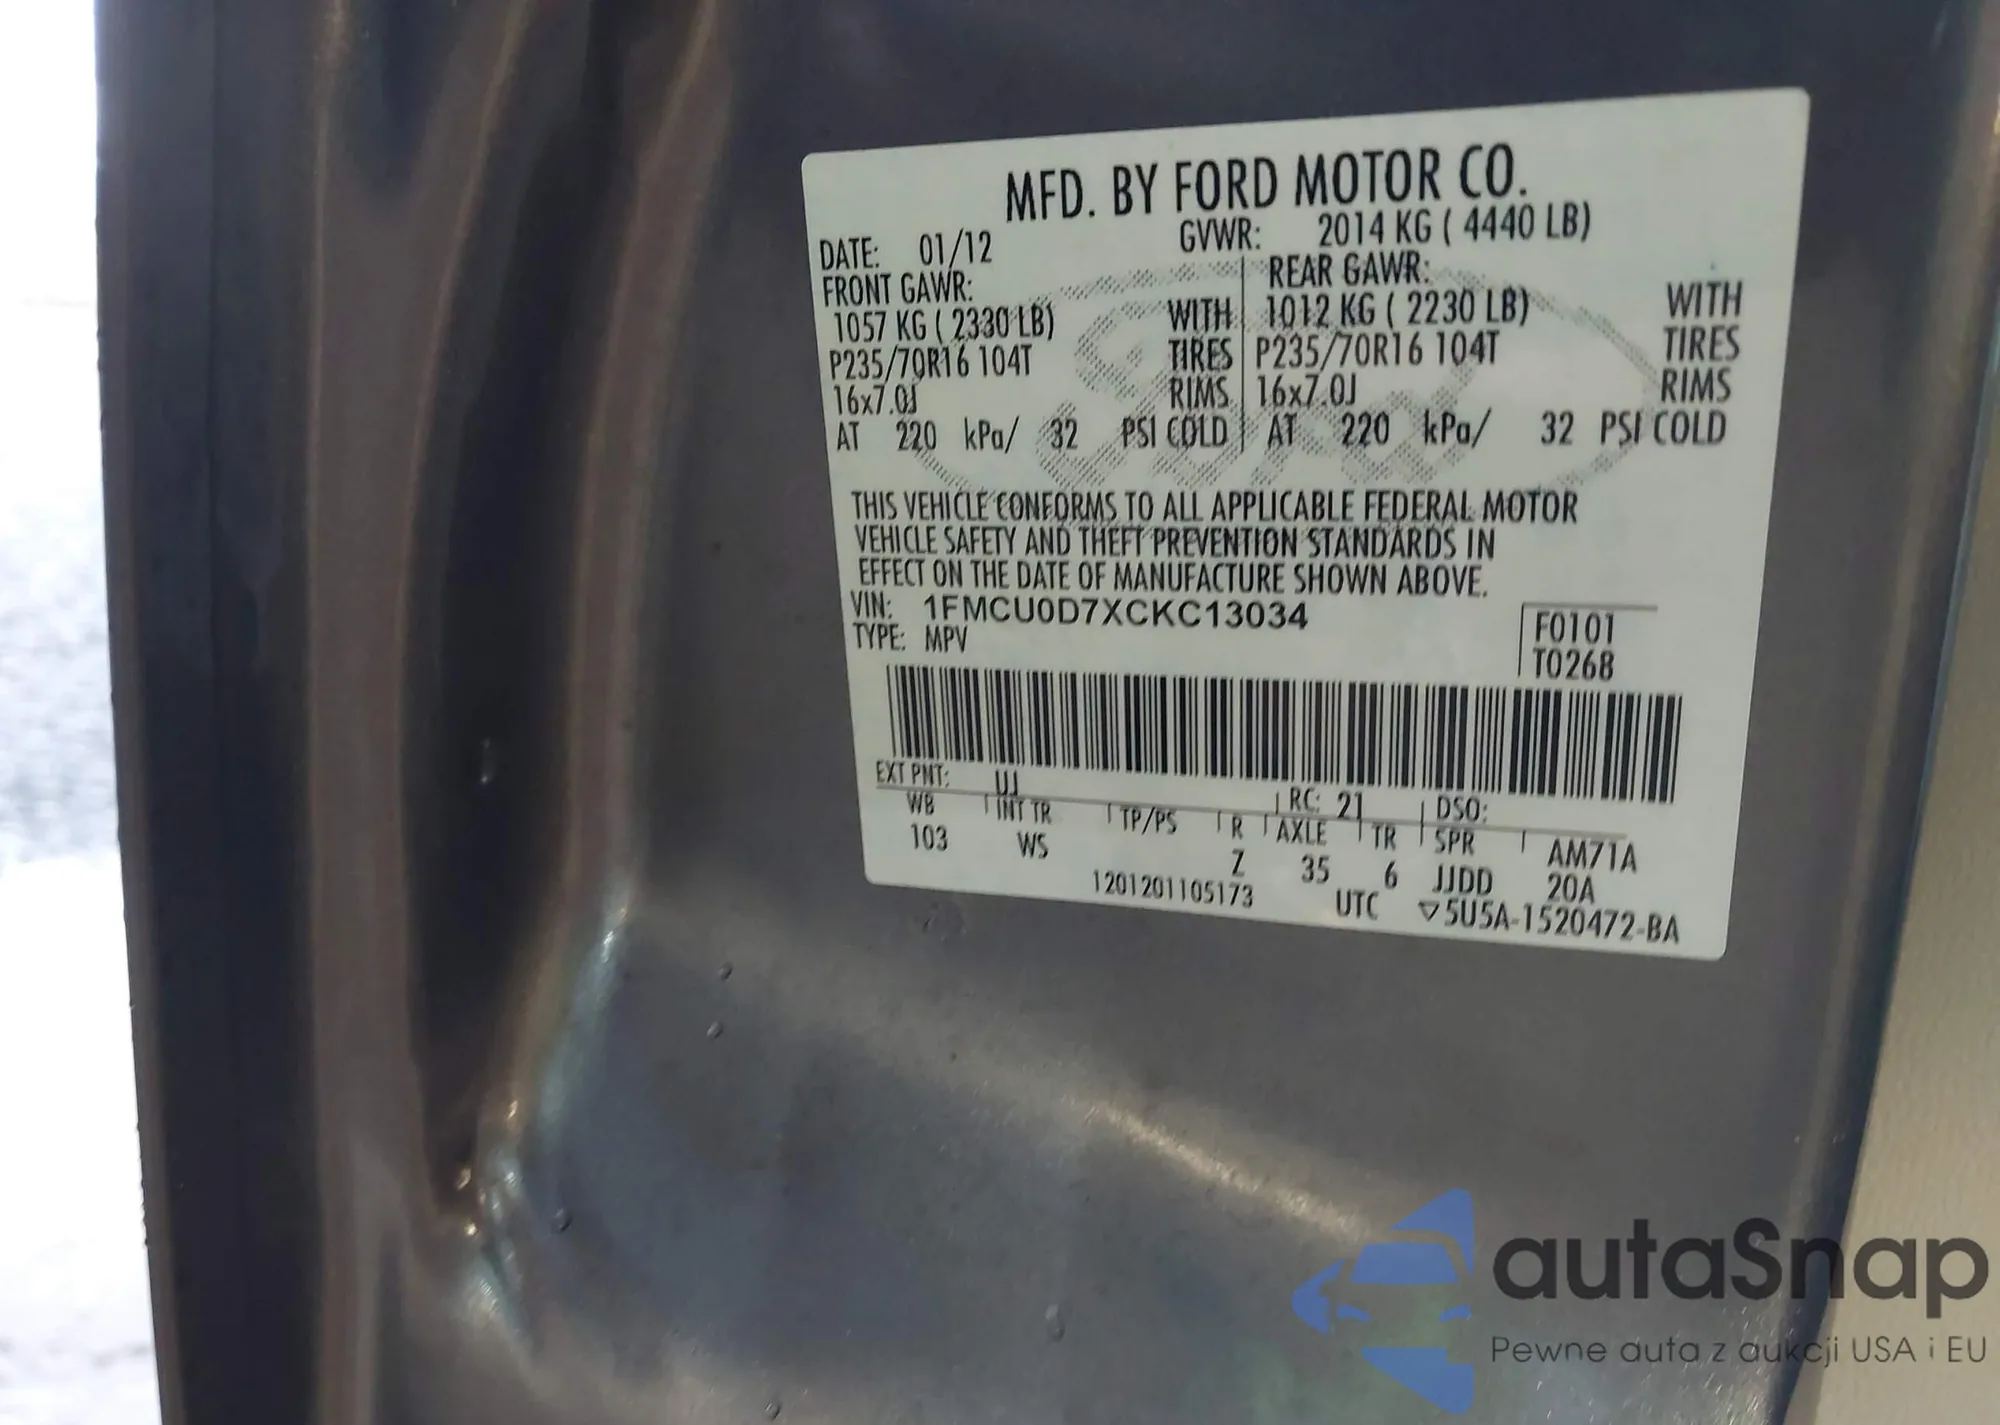 MFD. BY FORD MOTOR CO.
DATE: 01/12 GVWR: 2014 KG ( 4440 LB)
FRONT GAWR: REAR GAWR:
1057 KG ( 2330 LB) WITH 1012 KG ( 2230 LB) WITH
P235/70R16 104T TIRES P235/70R16 104T TIRES
16x7.0J RIMS 16x7.0J RIMS
AT 220 kPa/ 32 PSI COLD AT 220 kPa/ 32 PSI COLD
THIS VEHICLE CONFORMS TO ALL APPLICABLE FEDERAL MOTOR
VEHICLE SAFETY AND THEFT PREVENTION STANDARDS IN
EFFECT ON THE DATE OF MANUFACTURE SHOWN ABOVE.
VIN: 1FMCU0D7XCKC13034
TYPE: MPV
F0101
T0268
EXT PNT: UJ RC: 21 DSO:
WB INT TR TP/PS R AXLE TR SPR AM71A
103 WS Z 35 6 JJDD 20A
1201201105173 UTC ▽5U5A-1520472-BA
autaSnap
Pewne auta z aukcji USA i EU